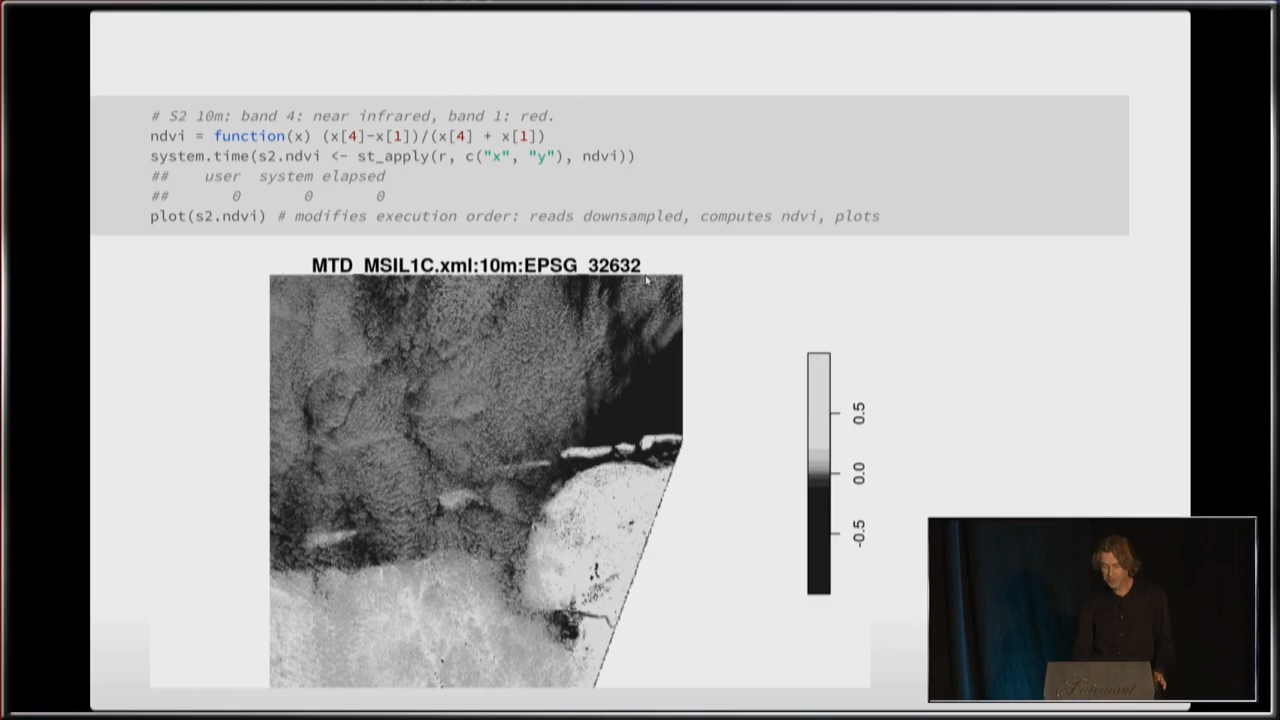 # S2 10m: band 4: near infrared, band 1: red.
ndvi = function(x) (x[4]-x[1])/(x[4] + x[1])
system.time(s2.ndvi <- st_apply(r, c("x", "y"), ndvi))
## user system elapsed
## 0 0 0
plot(s2.ndvi) # modifies execution order: reads downsampled, computes ndvi, plots
MTD_MSIL1C.xml:10m:EPSG_32632
0.5
0.0
-0.5
Fairmont